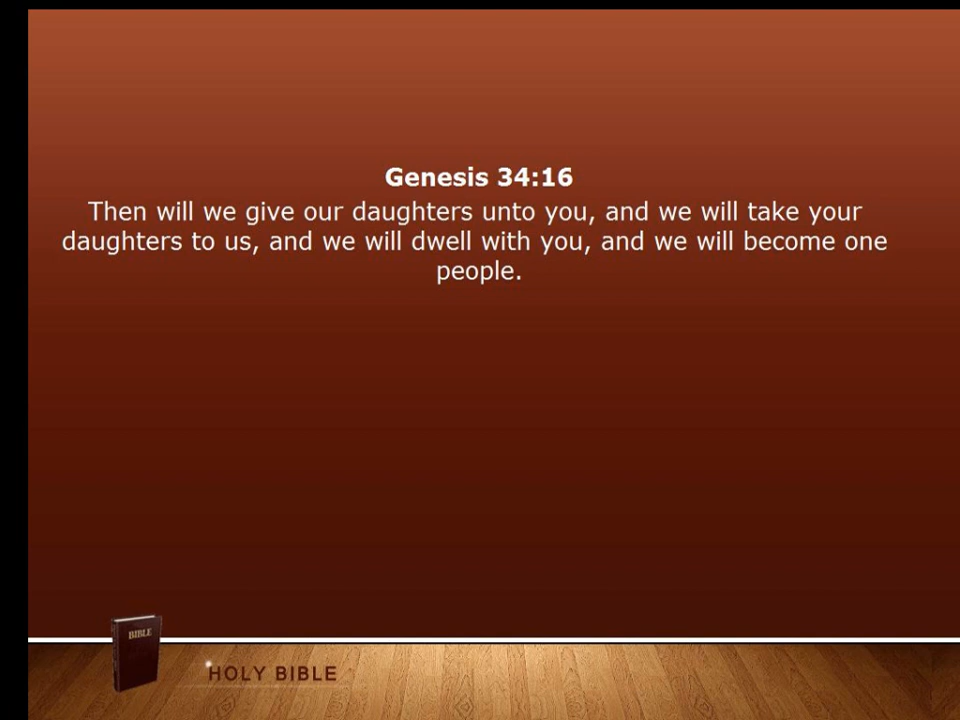 Genesis 34:16
Then will we give our daughters unto you, and we will take your
daughters to us, and we will dwell with you, and we will become one
people.
BIBLE
HOLY BIBLE